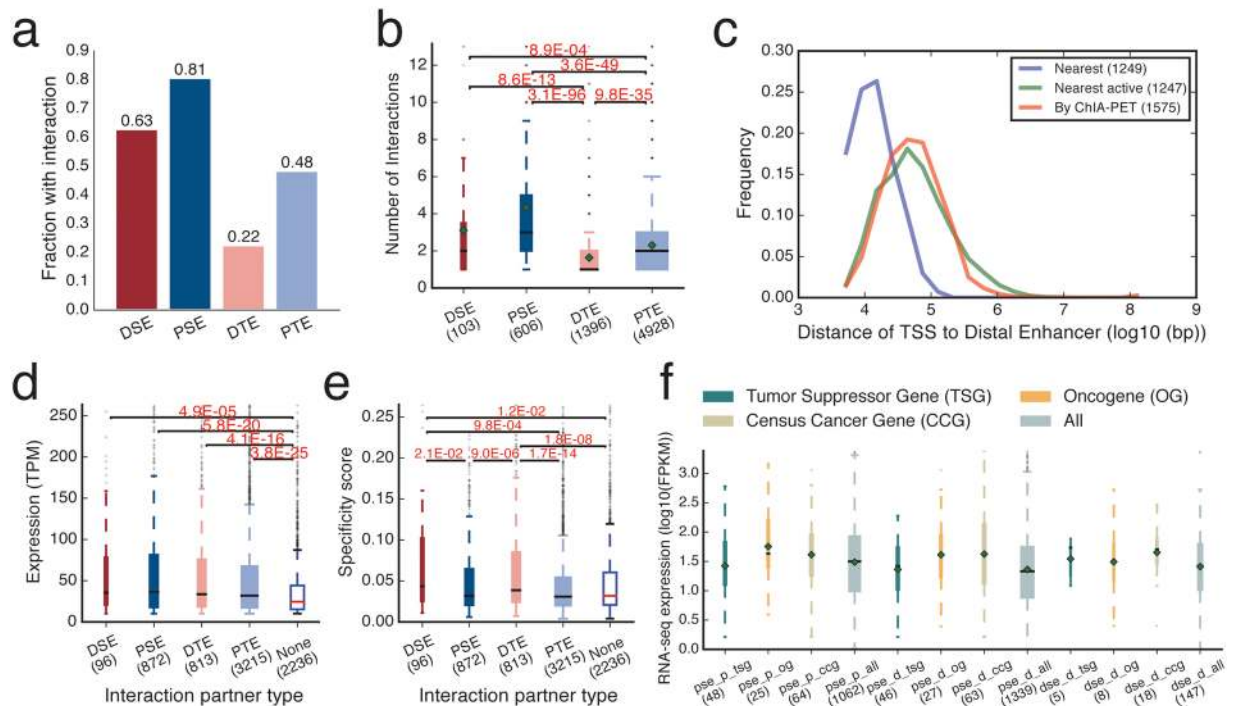 a
Fraction with interaction
0.9
0.8
0.7
0.6
0.5
0.4
0.3
0.2
0.1
0.0
0.63
0.81
0.22
0.48
DSE
PSE
DTE
PTE
b
Number of Interactions
12
10
8
6
4
2
0
8.9E-04
3.6E-49
8.6E-13
3.1E-96
9.8E-35
DSE
(103)
PSE
(606)
DTE
(1396)
PTE
(4928)
c
Frequency
0.30
0.25
0.20
0.15
0.10
0.05
0.00
Nearest (1249)
Nearest active (1247)
By ChIA-PET (1575)
3 4 5 6 7 8 9
Distance of TSS to Distal Enhancer (log10 (bp))
d
Expression (TPM)
250
200
150
100
50
0
4.9E-05
5.8E-20
4.1E-16
3.8E-25
DSE
(96)
PSE
(872)
DTE
(813)
PTE
(3215)
None
(2236)
Interaction partner type
e
Specificity score
0.25
0.20
0.15
0.10
0.05
0.00
1.2E-02
9.8E-04
1.8E-08
2.1E-02
9.0E-06
1.7E-14
DSE
(96)
PSE
(872)
DTE
(813)
PTE
(3215)
None
(2236)
Interaction partner type
f
Tumor Suppressor Gene (TSG)
Oncogene (OG)
Census Cancer Gene (CCG)
All
RNA-seq expression (log10(FPKM))
3.0
2.5
2.0
1.5
1.0
0.5
0.0
pse_p_tsg
(48)
pse_p_og
(25)
pse_p_ccg
(64)
pse_p_all
(1062)
pse_d_tsg
(46)
pse_d_og
(27)
pse_d_ccg
(63)
pse_d_all
(1339)
dse_d_tsg
(5)
dse_d_og
(8)
dse_d_ccg
(18)
dse_d_all
(147)